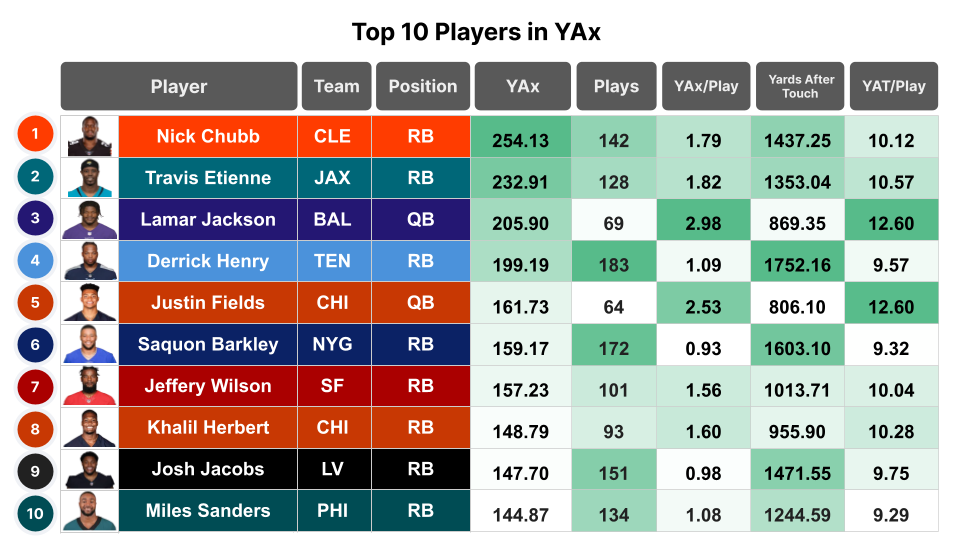 Top 10 Players in YAx
Player Team Position YAx Plays YAx/Play Yards After Touch YAT/Play
1 Nick Chubb CLE RB 254.13 142 1.79 1437.25 10.12
2 Travis Etienne JAX RB 232.91 128 1.82 1353.04 10.57
3 Lamar Jackson BAL QB 205.90 69 2.98 869.35 12.60
4 Derrick Henry TEN RB 199.19 183 1.09 1752.16 9.57
5 Justin Fields CHI QB 161.73 64 2.53 806.10 12.60
6 Saquon Barkley NYG RB 159.17 172 0.93 1603.10 9.32
7 Jeffery Wilson SF RB 157.23 101 1.56 1013.71 10.04
8 Khalil Herbert CHI RB 148.79 93 1.60 955.90 10.28
9 Josh Jacobs LV RB 147.70 151 0.98 1471.55 9.75
10 Miles Sanders PHI RB 144.87 134 1.08 1244.59 9.29